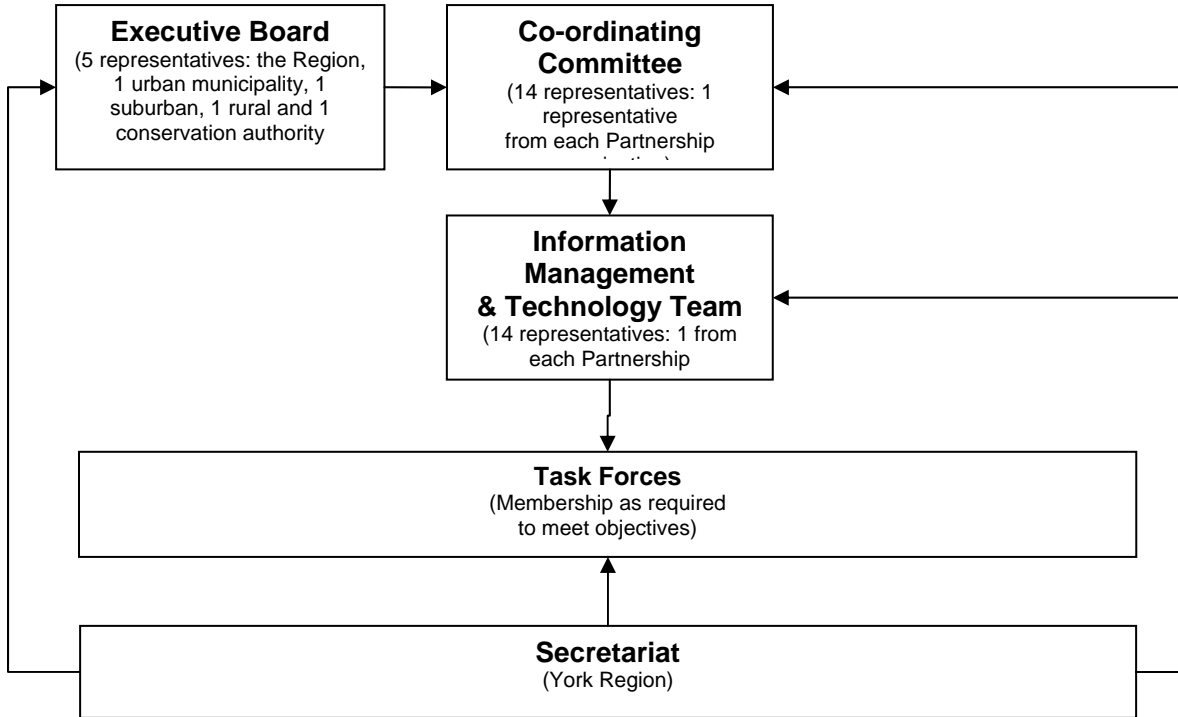 Executive Board
(5 representatives: the Region,
1 urban municipality, 1
suburban, 1 rural and 1
conservation authority
Co-ordinating
Committee
(14 representatives: 1
representative
from each Partnership
Information
Management
& Technology Team
(14 representatives: 1 from
each Partnership
Task Forces
(Membership as required
to meet objectives)
Secretariat
(York Region)